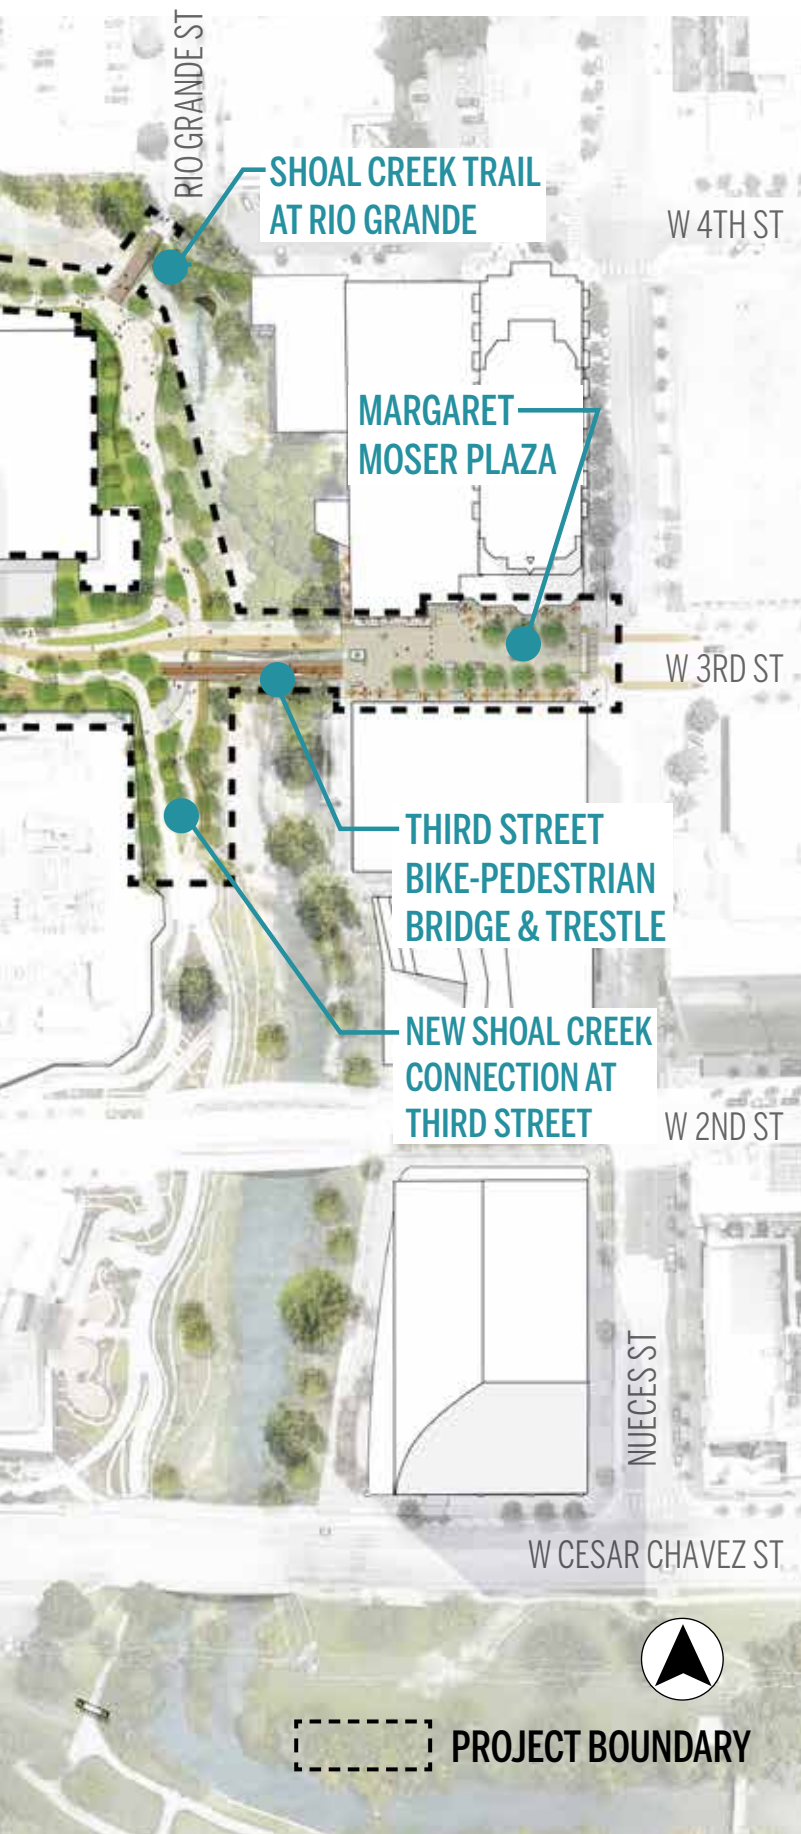 RIO GRANDE ST
SHOAL CREEK TRAIL
AT RIO GRANDE
W 4TH ST
MARGARET
MOSER PLAZA
W 3RD ST
THIRD STREET
BIKE-PEDESTRIAN
BRIDGE & TRESTLE
NEW SHOAL CREEK
CONNECTION AT
THIRD STREET
W 2ND ST
NUECES ST
W CESAR CHAVEZ ST
PROJECT BOUNDARY